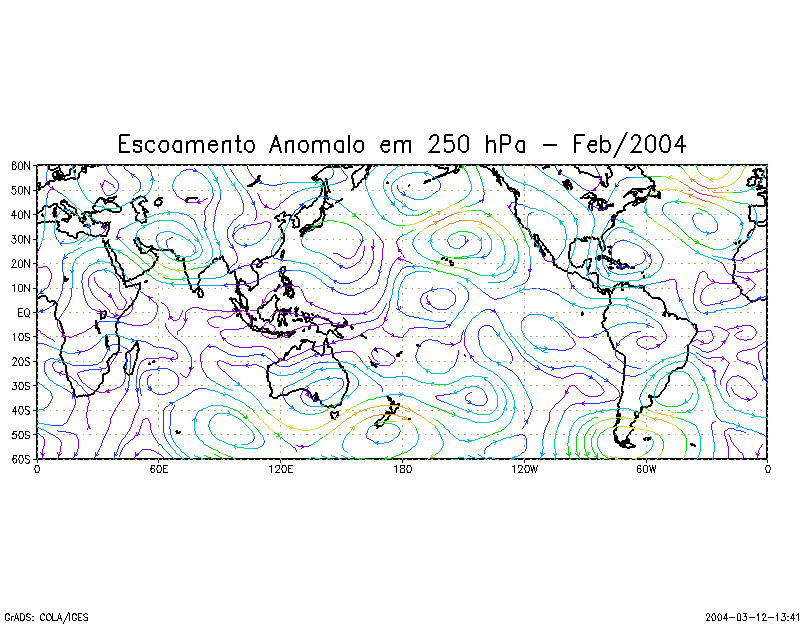 Escoamento Anomalo em 250 hPa – Feb/2004
60N
50N
40N
30N
20N
10N
EQ
10S
20S
30S
40S
50S
60S
0 60E 120E 180 120W 60W 0
GrADS: COLA/IGES 2004-03-12-13:41